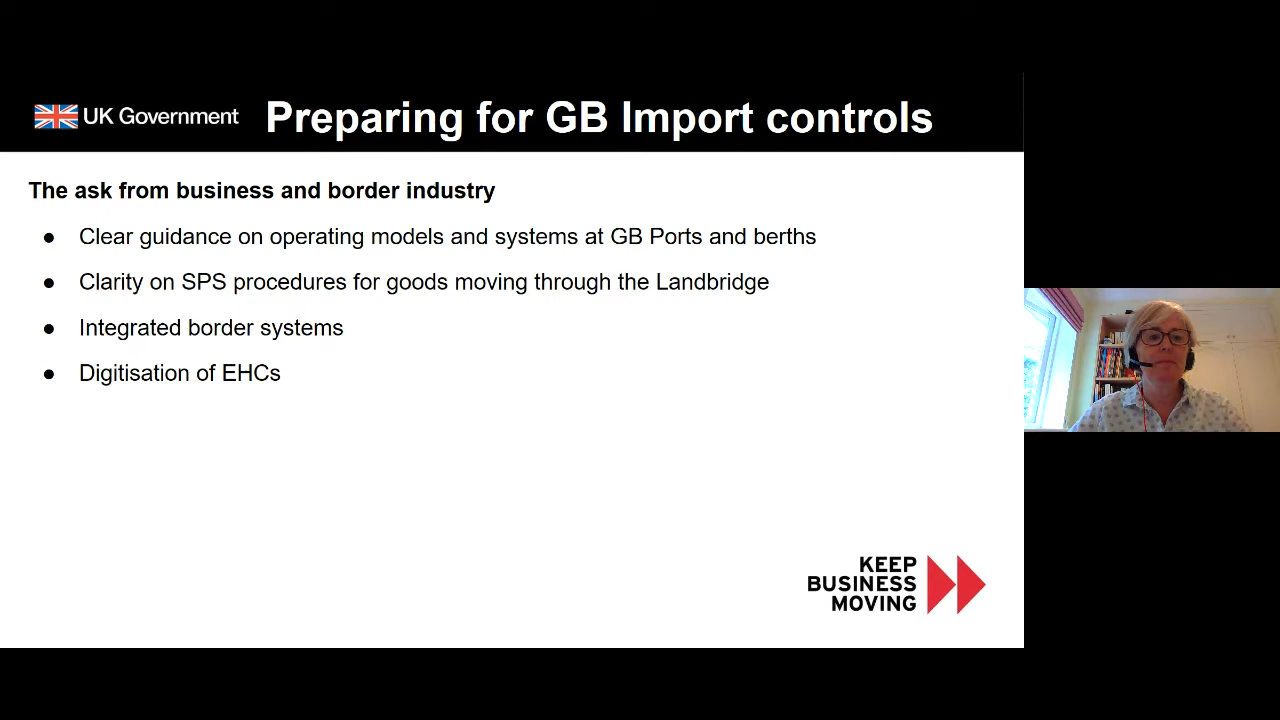 UK Government
Preparing for GB Import controls
The ask from business and border industry
● Clear guidance on operating models and systems at GB Ports and berths
● Clarity on SPS procedures for goods moving through the Landbridge
● Integrated border systems
● Digitisation of EHCs
KEEP
BUSINESS
MOVING